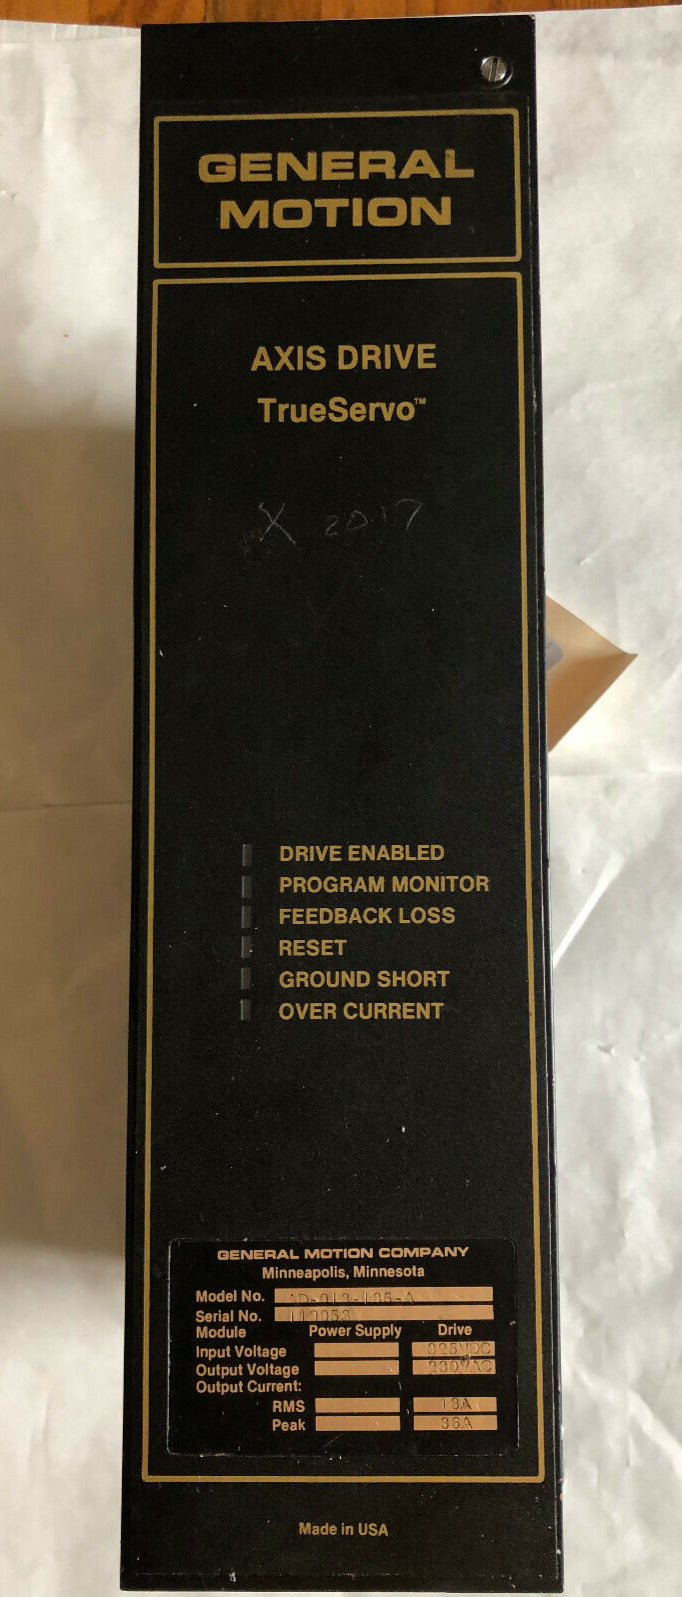 GENERAL
MOTION
AXIS DRIVE
TrueServo™
X 2017
DRIVE ENABLED
PROGRAM MONITOR
FEEDBACK LOSS
RESET
GROUND SHORT
OVER CURRENT
GENERAL MOTION COMPANY
Minneapolis, Minnesota
Model No.
Serial No.
Module Power Supply Drive
Input Voltage
Output Voltage 230VAC
Output Current:
RMS
Peak 36A
Made in USA